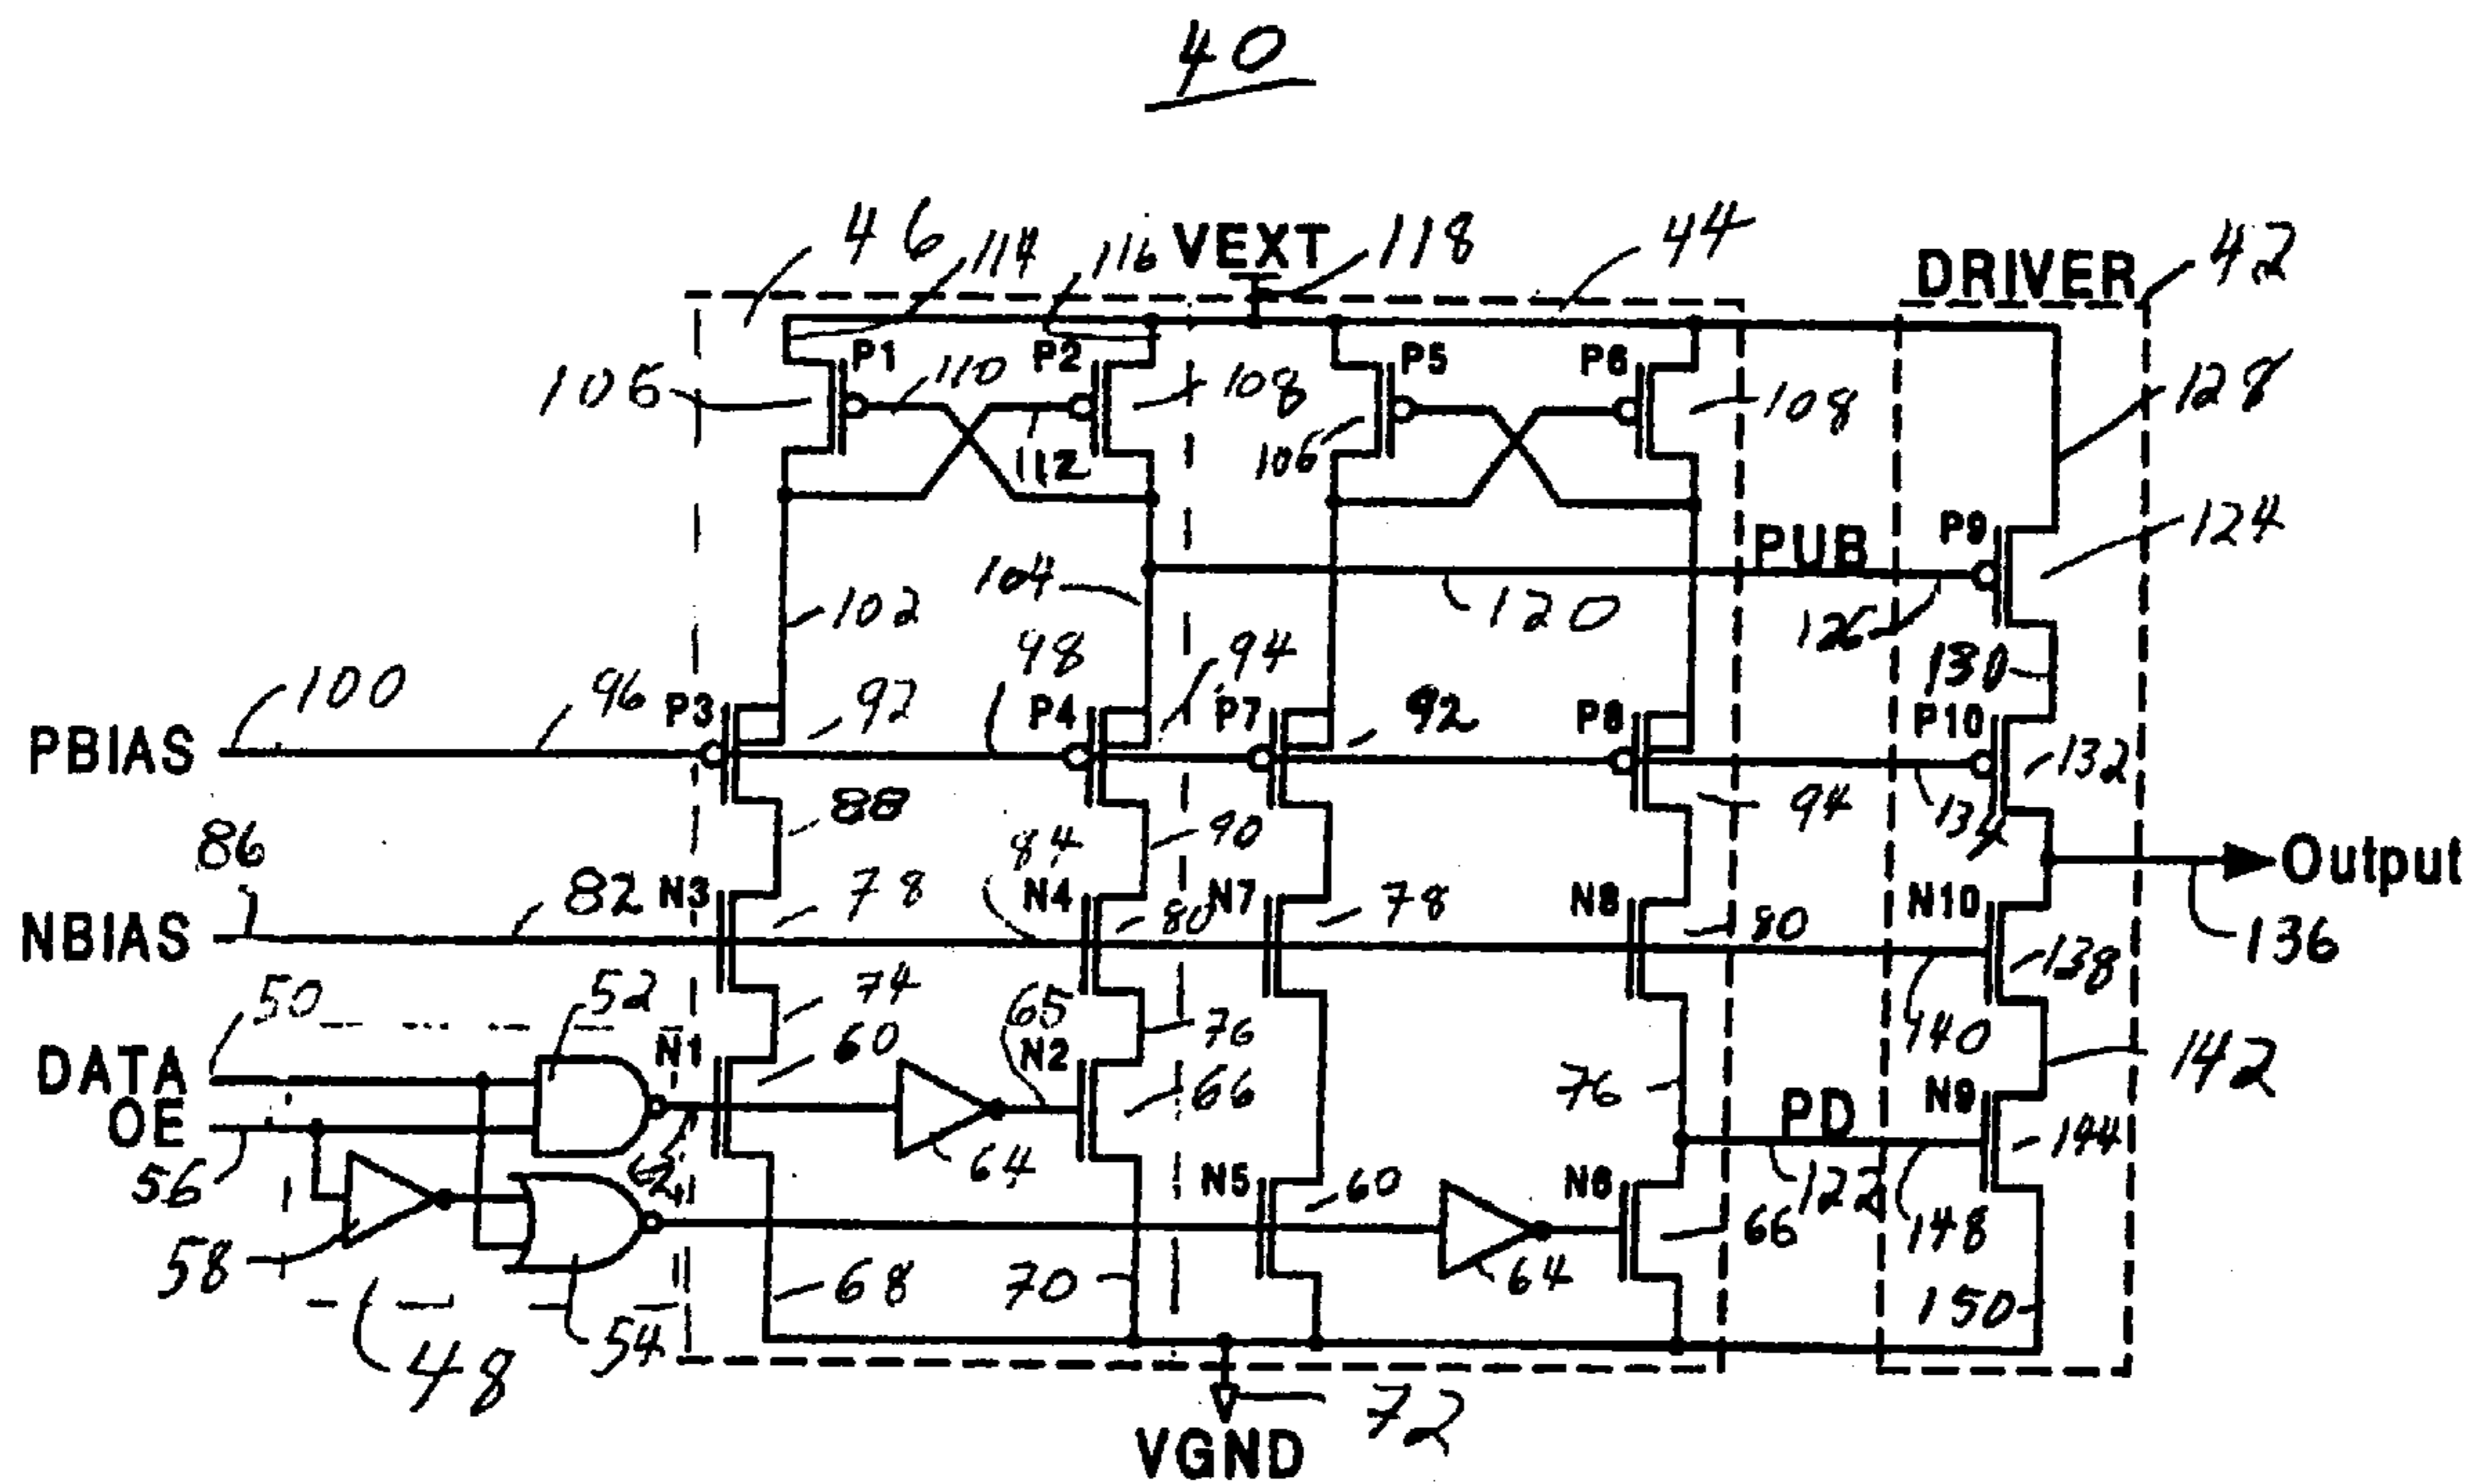 40
46 114 116 VEXT 118 44 DRIVER 42
P1 110 P2 108 P5 P6 108 128
106 112 106
PUB P9 124
104 120 126
102 98 94 130
100 96 P3 92 P4 P7 92 P8 P10 132
PBIAS
88 84 90 94 134
86 Output
82 N3 78 N4 80 N7 78 N8 80 N10 138 136
NBIAS
50 52 74 65 76 140
DATA N1 60 N2 66 76 PD N9 142
OE 144
56 62 64 N5 60 N6 66 122 148
58 68 70 64 150
48 54
72
VGND